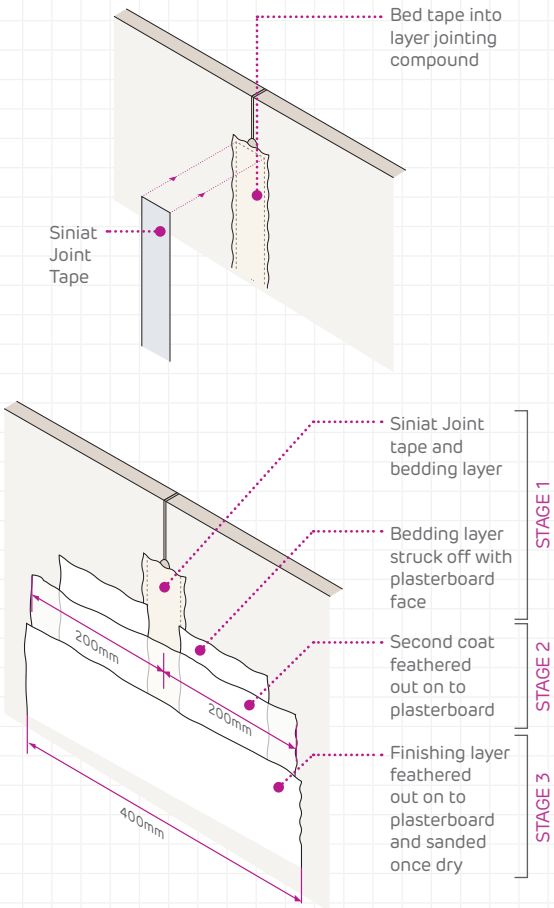 Bed tape into
layer jointing
compound
Siniat
Joint
Tape
Siniat Joint
tape and
bedding layer
STAGE 1
Bedding layer
struck off with
plasterboard
face
200mm
200mm
Second coat
feathered
out on to
plasterboard
STAGE 2
Finishing layer
feathered
out on to
plasterboard
and sanded
once dry
STAGE 3
400mm